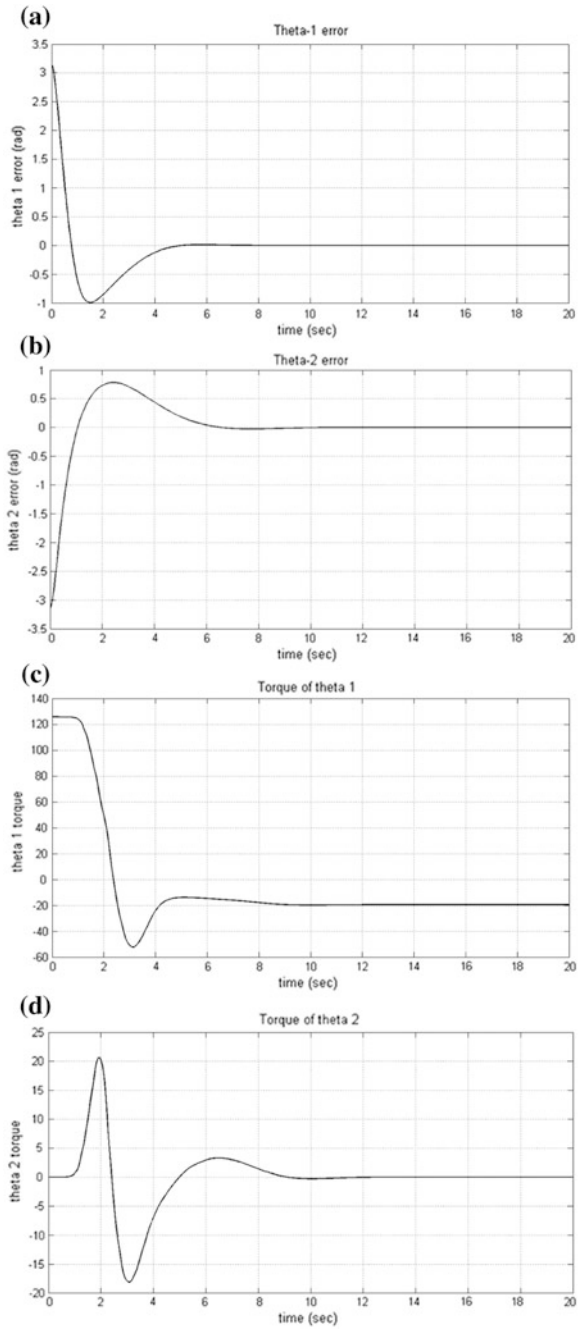 (a)
Theta-1 error
3.5
3
2.5
2
1.5
1
0.5
0
-0.5
-1
theta 1 error (rad)
0 2 4 6 8 10 12 14 16 18 20
time (sec)
(b)
Theta-2 error
1
0.5
0
-0.5
-1
-1.5
-2
-2.5
-3
-3.5
theta 2 error (rad)
0 2 4 6 8 10 12 14 16 18 20
time (sec)
(c)
Torque of theta 1
140
120
100
80
60
40
20
0
-20
-40
-60
theta 1 torque
0 2 4 6 8 10 12 14 16 18 20
time (sec)
(d)
Torque of theta 2
25
20
15
10
5
0
-5
-10
-15
-20
theta 2 torque
0 2 4 6 8 10 12 14 16 18 20
time (sec)